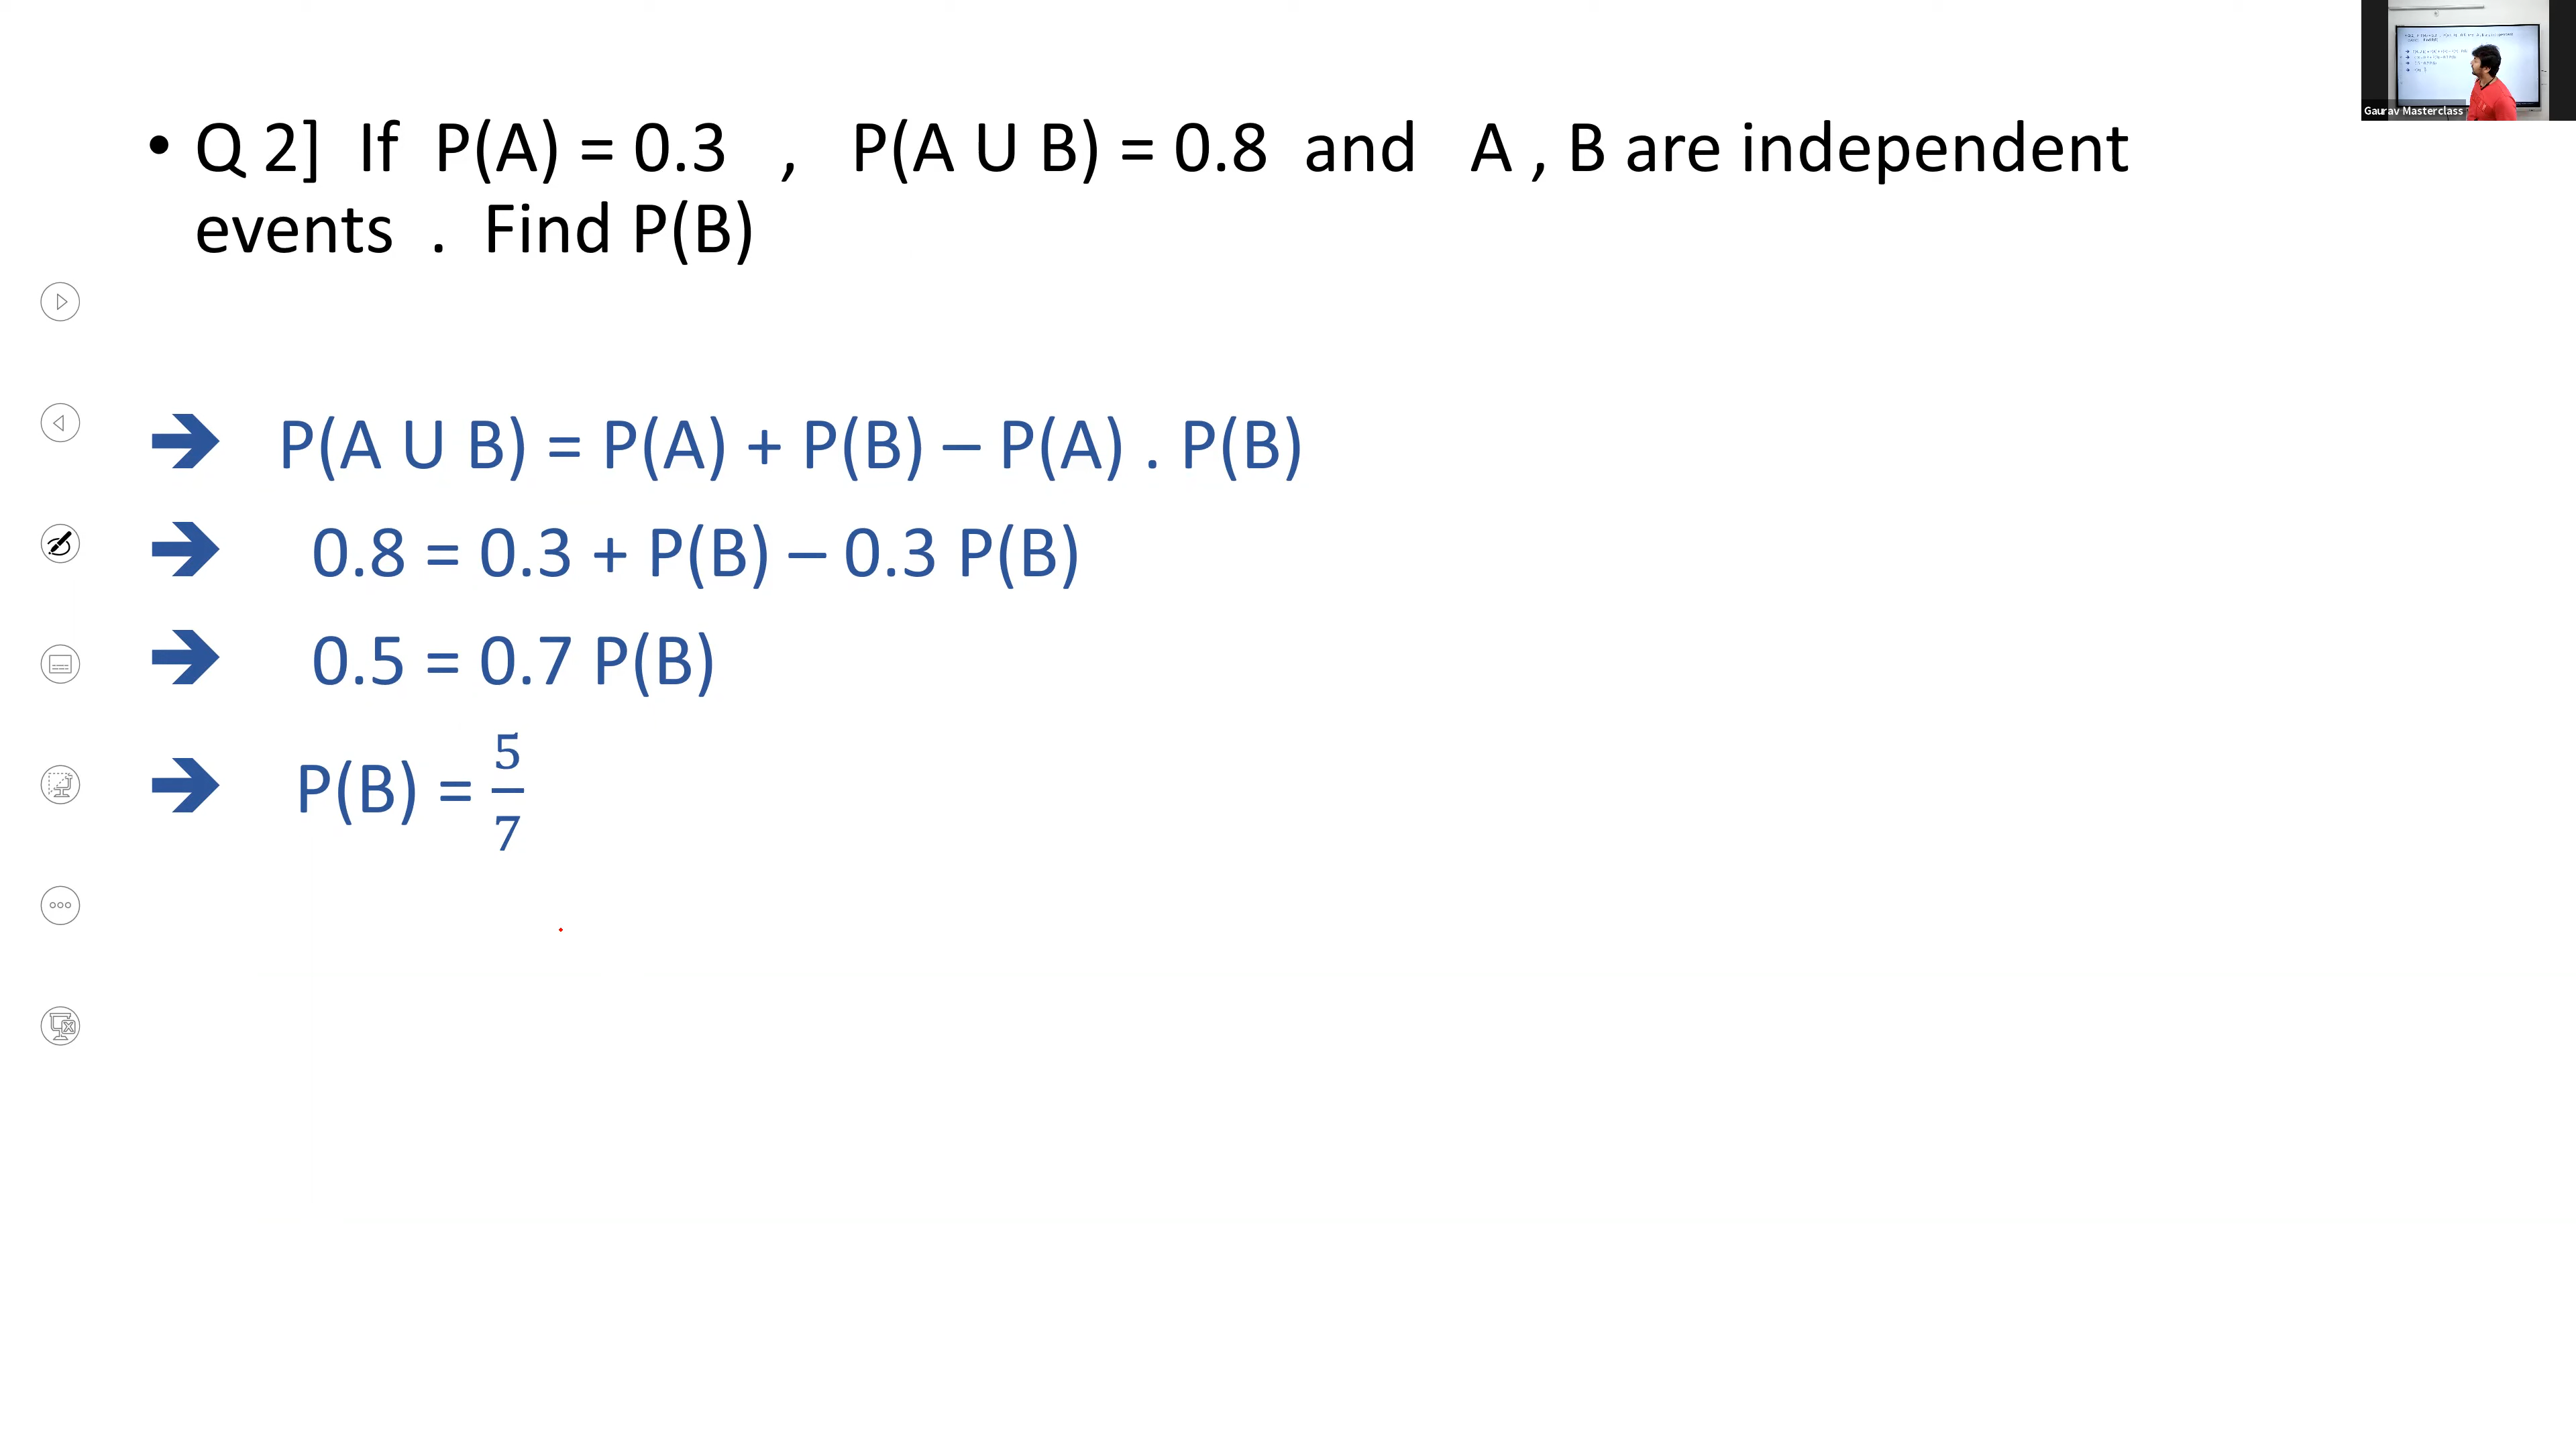 • Q 2] If P(A) = 0.3 , P(A U B) = 0.8 and A , B are independent
events . Find P(B)
➔ P(A U B) = P(A) + P(B) – P(A) . P(B)
➔ 0.8 = 0.3 + P(B) – 0.3 P(B)
➔ 0.5 = 0.7 P(B)
➔ P(B) = 5/7
Gaurav Masterclass